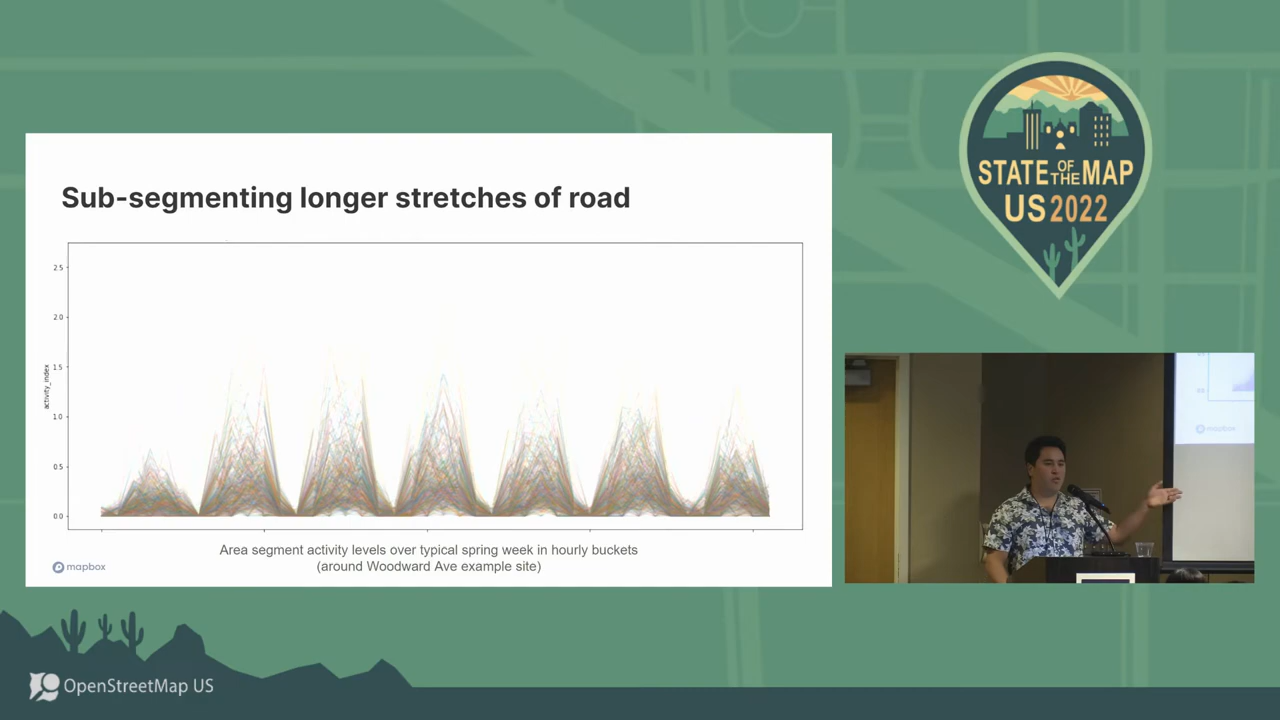 Sub-segmenting longer stretches of road
2.5
2.0
1.5
1.0
0.5
0.0
activity_index
Area segment activity levels over typical spring week in hourly buckets
(around Woodward Ave example site)
mapbox
STATE OF THE MAP
US 2022
mapbox
OpenStreetMap US